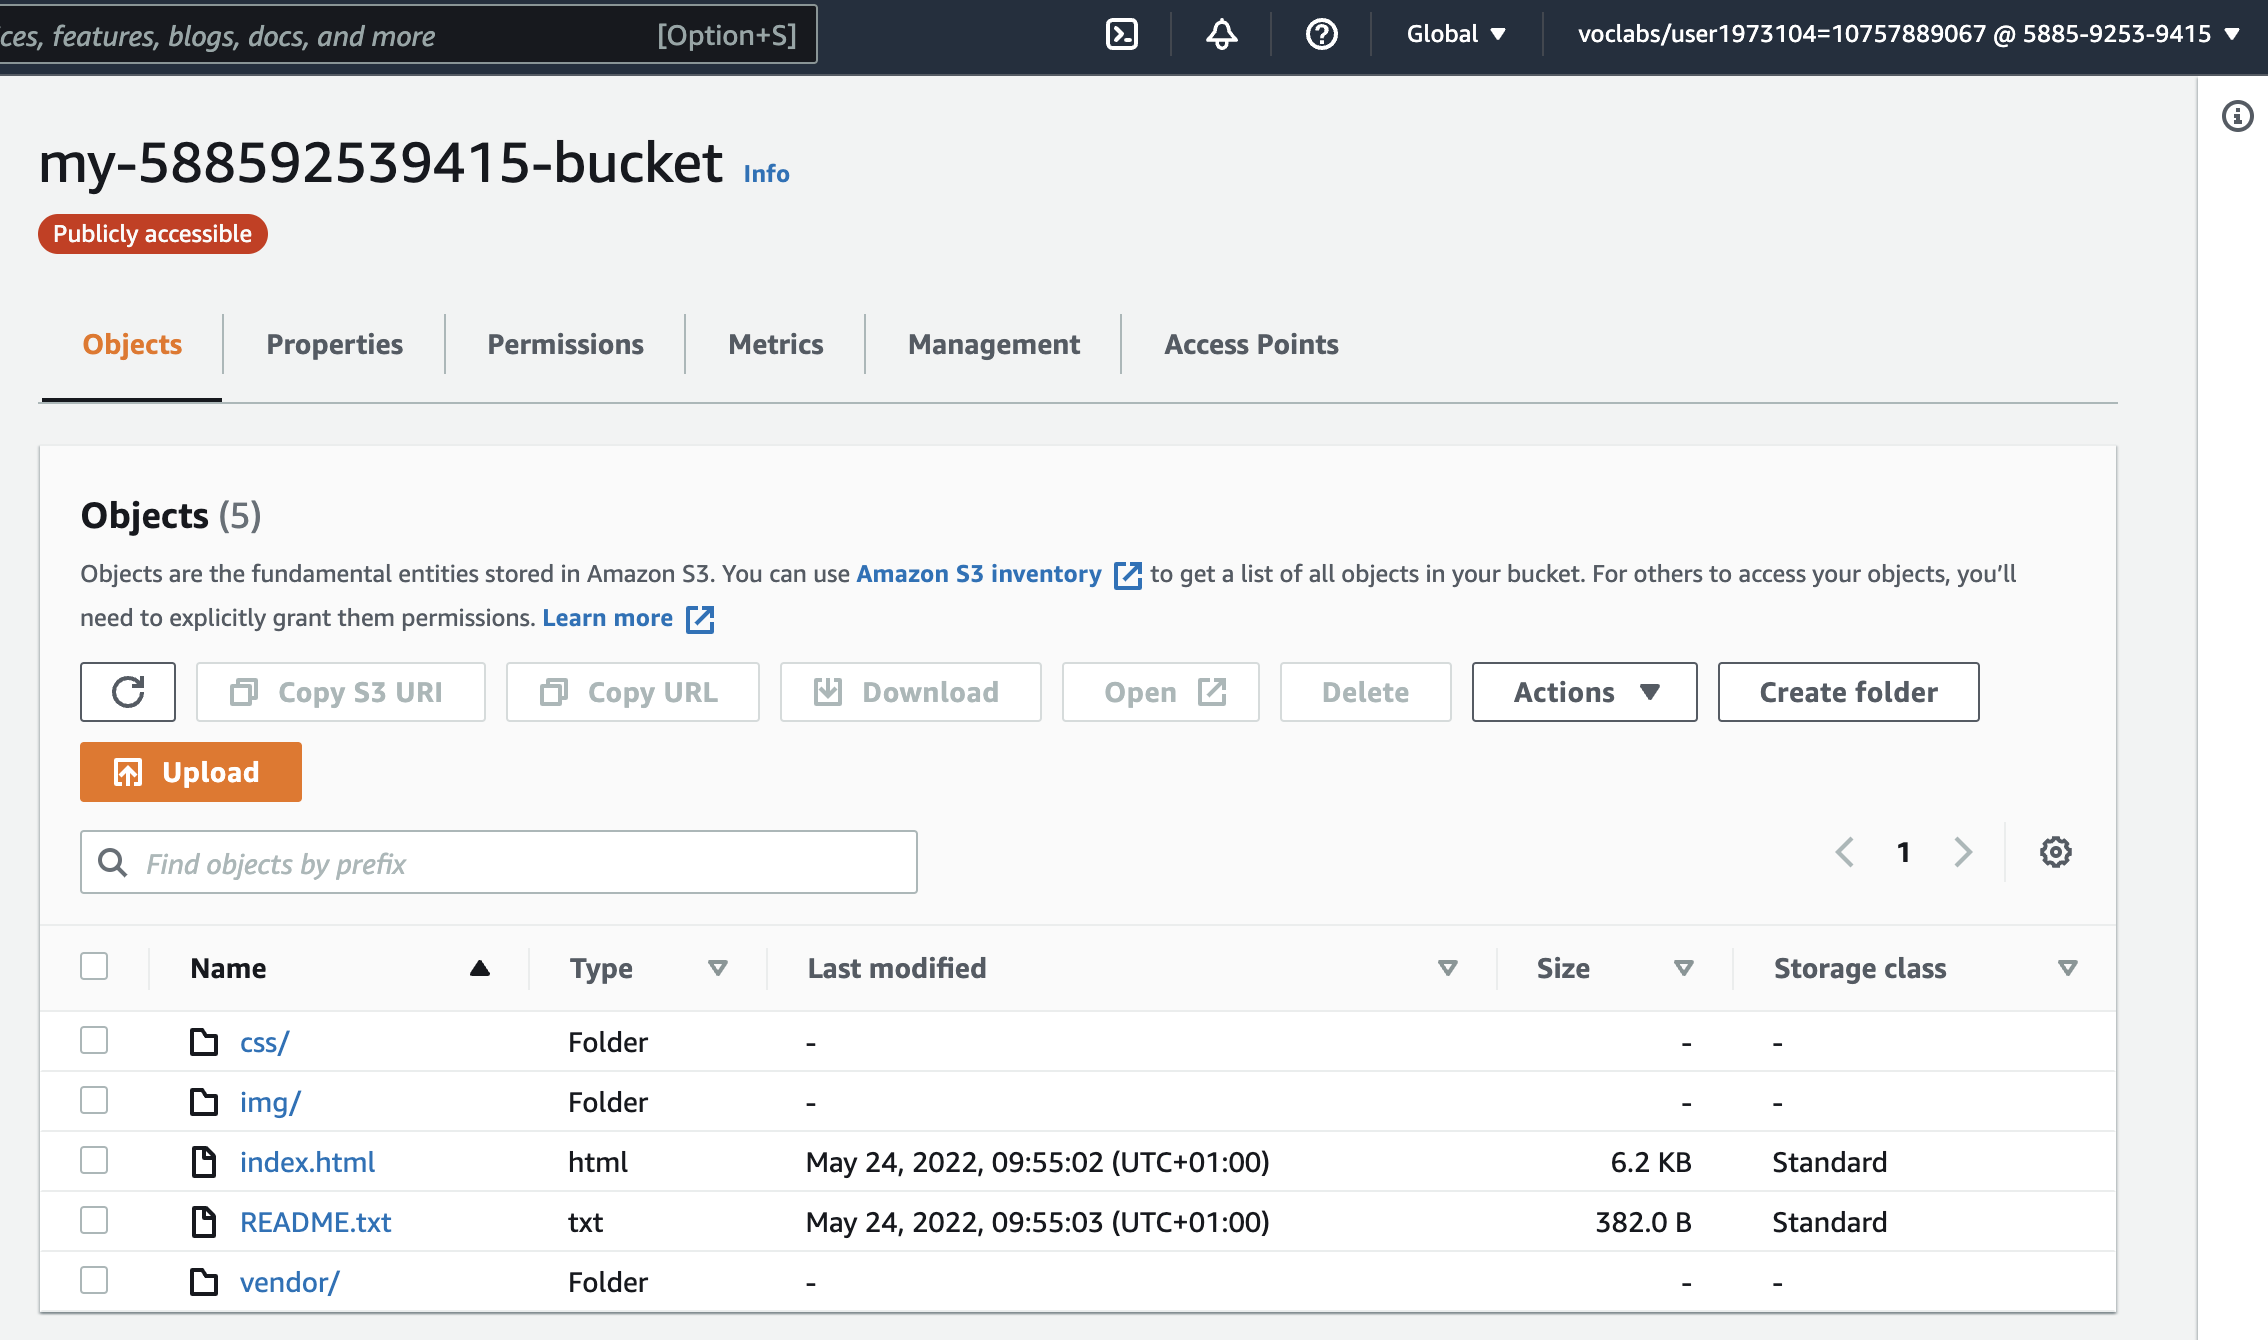 ces, features, blogs, docs, and more [Option+S] Global voclabs/user1973104=10757889067 @ 5885-9253-9415
my-588592539415-bucket Info
Publicly accessible
Objects Properties Permissions Metrics Management Access Points
Objects (5)
Objects are the fundamental entities stored in Amazon S3. You can use Amazon S3 inventory to get a list of all objects in your bucket. For others to access your objects, you’ll
need to explicitly grant them permissions. Learn more
Copy S3 URI Copy URL Download Open Delete Actions Create folder
Upload
Find objects by prefix 1
Name Type Last modified Size Storage class
css/ Folder - - -
img/ Folder - - -
index.html html May 24, 2022, 09:55:02 (UTC+01:00) 6.2 KB Standard
README.txt txt May 24, 2022, 09:55:03 (UTC+01:00) 382.0 B Standard
vendor/ Folder - - -